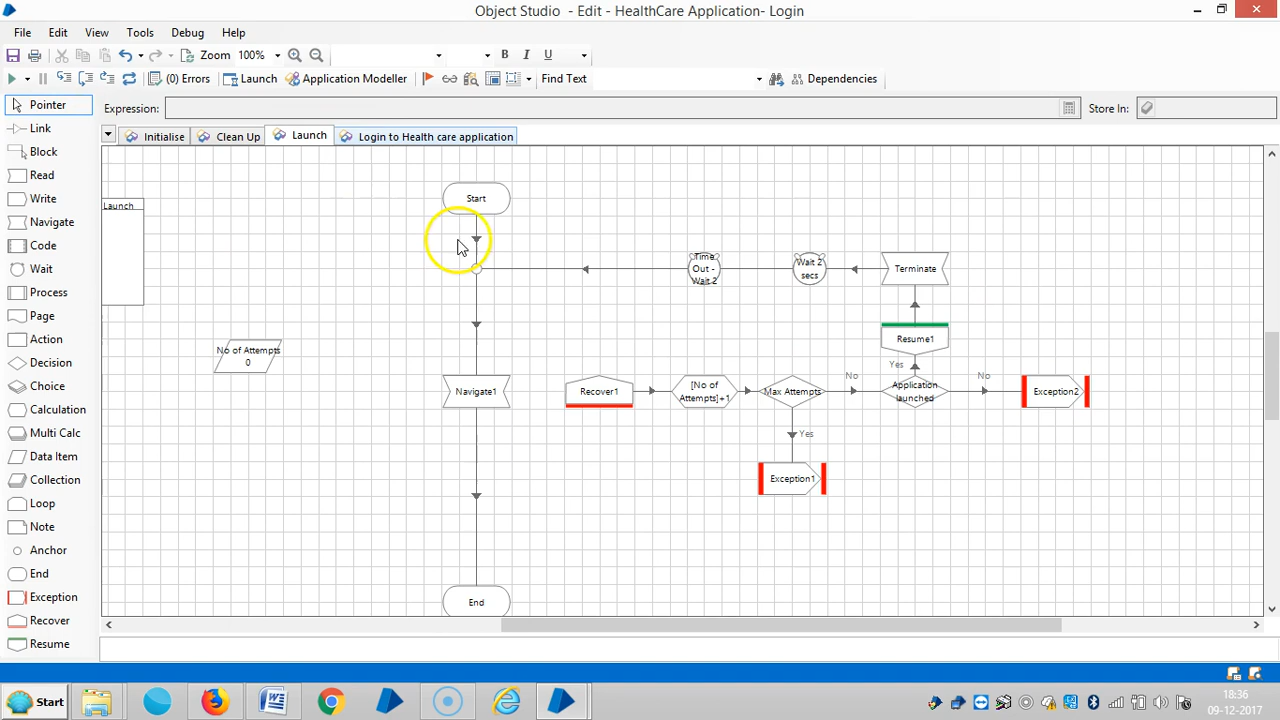 Object Studio - Edit - HealthCare Application- Login
File Edit View Tools Debug Help
Zoom 100% B I U
(0) Errors Launch Application Modeller Find Text Dependencies
Pointer Expression: Store In:
Link
Initialise Clean Up Launch Login to Health care application
Block
Read
Write
Navigate
Code
Wait
Process
Page
Action
Decision
Choice
Calculation
Multi Calc
Data Item
Collection
Loop
Note
Anchor
End
Exception
Recover
Resume
Launch
Start
Time
Out -
Wait 2
Wait 2
secs
Terminate
No of Attempts
0
Resume1
Yes
Navigate1
Recover1
[No of
Attempts]+1
Max Attempts
No
Application
launched
No
Exception2
Yes
Exception1
End
Start
18:36
09-12-2017